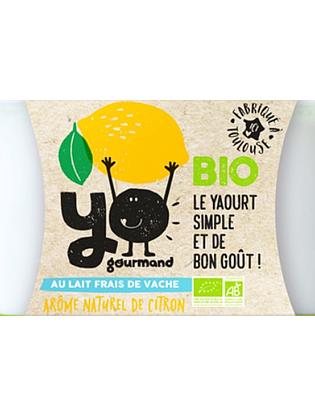 FABRIQUÉ À
YO
TOULOUSE
yo
gourmand
BIO
LE YAOURT
SIMPLE
ET DE
BON GOÛT !
AU LAIT FRAIS DE VACHE
ARÔME NATUREL DE CITRON
AB